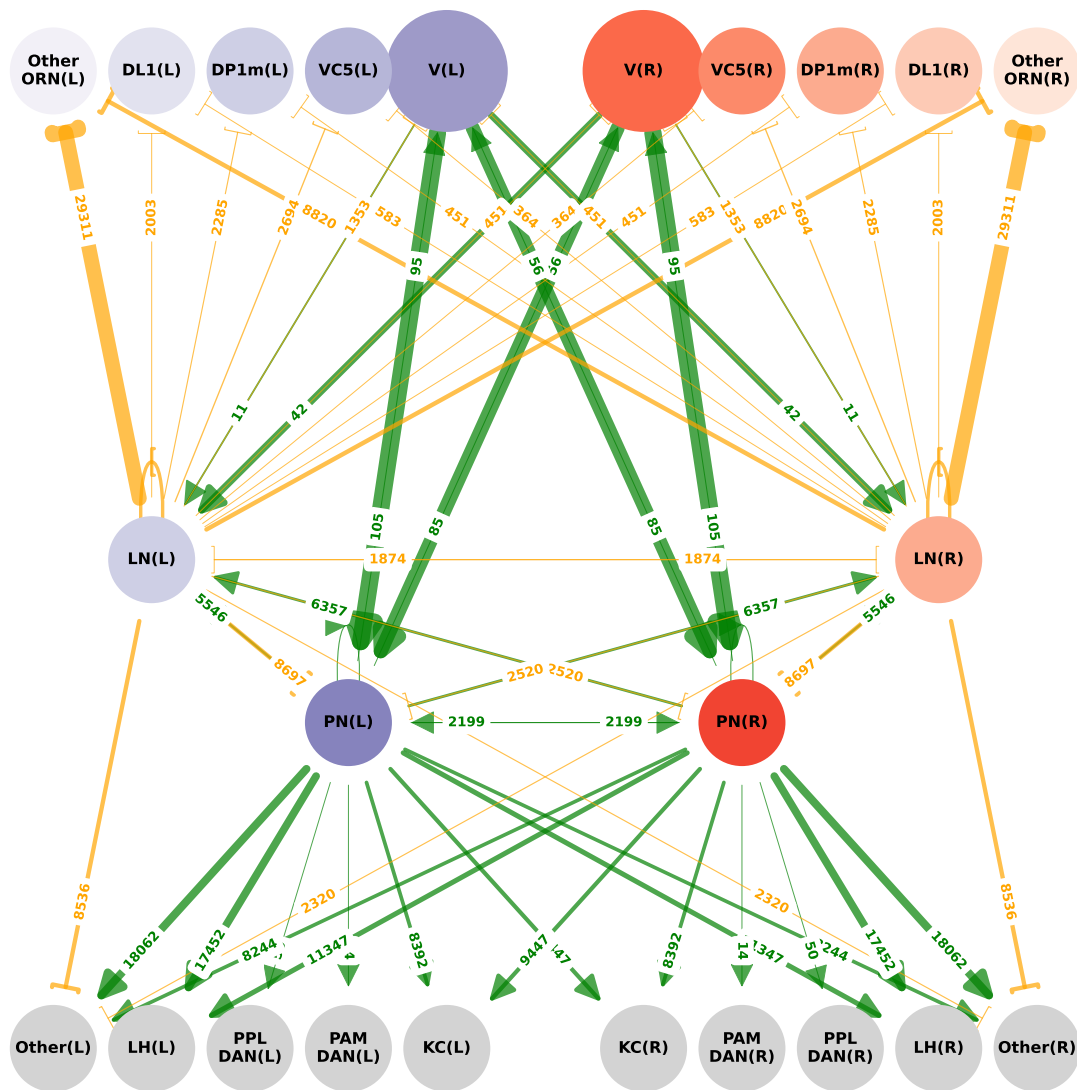 Other
ORN(L)
DL1(L)
DP1m(L)
VC5(L)
V(L)
V(R)
VC5(R)
DP1m(R)
DL1(R)
Other
ORN(R)
29311
2003
2285
2694
8820
1353
583
451
451
364
364
451
451
583
1353
8820
2694
2285
2003
29311
95
56
56
95
11
42
42
11
105
85
85
105
LN(L)
1874
1874
LN(R)
5546
6357
6357
5546
8697
2520
2520
8697
PN(L)
2199
2199
PN(R)
8536
2320
2320
8536
18062
17452
8244
11347
8392
9447
8392
14
50
17452
18062
Other(L)
LH(L)
PPL
DAN(L)
PAM
DAN(L)
KC(L)
KC(R)
PAM
DAN(R)
PPL
DAN(R)
LH(R)
Other(R)